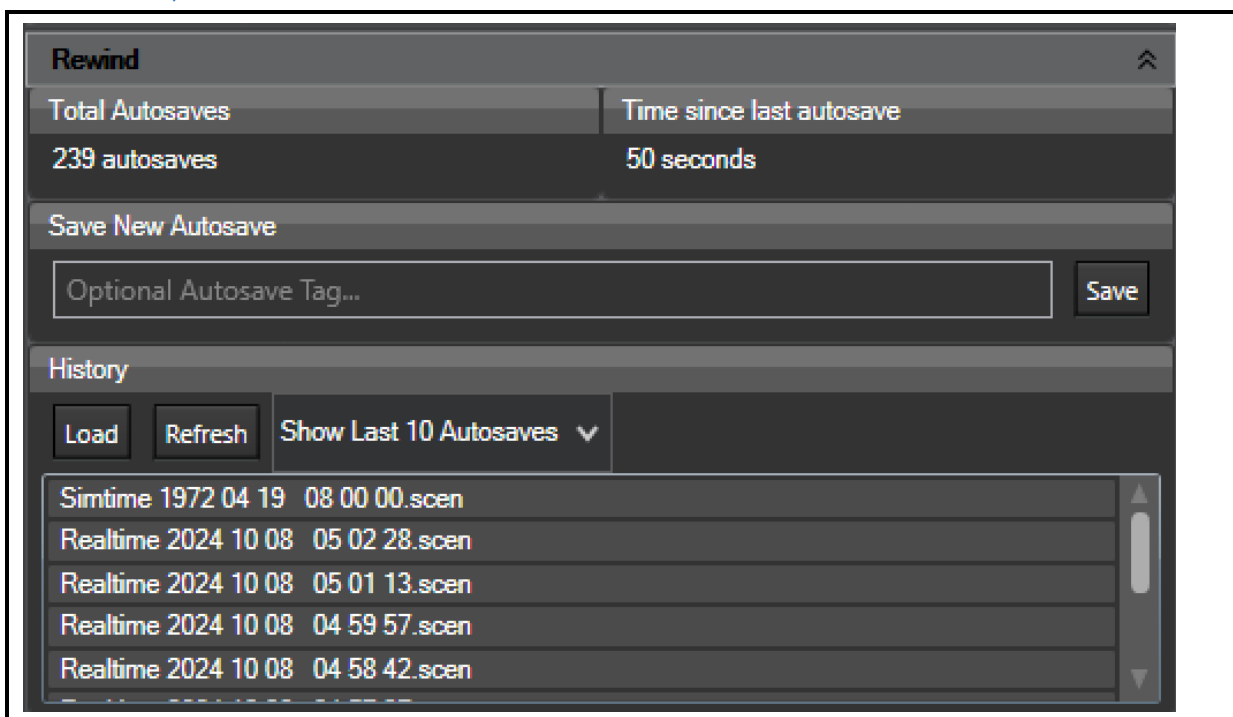 Rewind
Total Autosaves
Time since last autosave
239 autosaves
50 seconds
Save New Autosave
Optional Autosave Tag...
Save
History
Load
Refresh
Show Last 10 Autosaves
Simtime 1972 04 19   08 00 00.scen
Realtime 2024 10 08   05 02 28.scen
Realtime 2024 10 08   05 01 13.scen
Realtime 2024 10 08   04 59 57.scen
Realtime 2024 10 08   04 58 42.scen